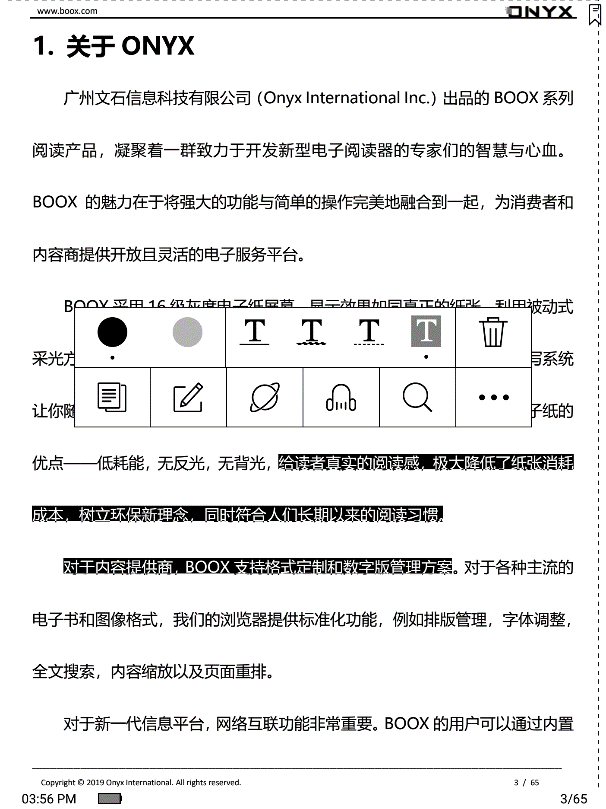 www.boox.com
ONYX
1. 关于 ONYX
广州文石信息科技有限公司（Onyx International Inc.）出品的 BOOX 系列
阅读产品，凝聚着一群致力于开发新型电子阅读器的专家们的智慧与心血。
BOOX 的魅力在于将强大的功能与简单的操作完美地融合到一起，为消费者和
内容商提供开放且灵活的电子服务平台。
BOOX 采用 16 级灰度电子纸屏幕，显示效果如同真正的纸张，利用被动式
T T T T
采光方 写系统
让你随 子纸的
优点——低耗能，无反光，无背光，给读者真实的阅读感，极大降低了纸张消耗
成本，树立环保新理念，同时符合人们长期以来的阅读习惯。
对于内容提供商，BOOX 支持格式定制和数字版管理方案。对于各种主流的
电子书和图像格式，我们的浏览器提供标准化功能，例如排版管理，字体调整，
全文搜索，内容缩放以及页面重排。
对于新一代信息平台，网络互联功能非常重要。BOOX 的用户可以通过内置
Copyright © 2019 Onyx International. All rights reserved. 3 / 65
03:56 PM 3/65